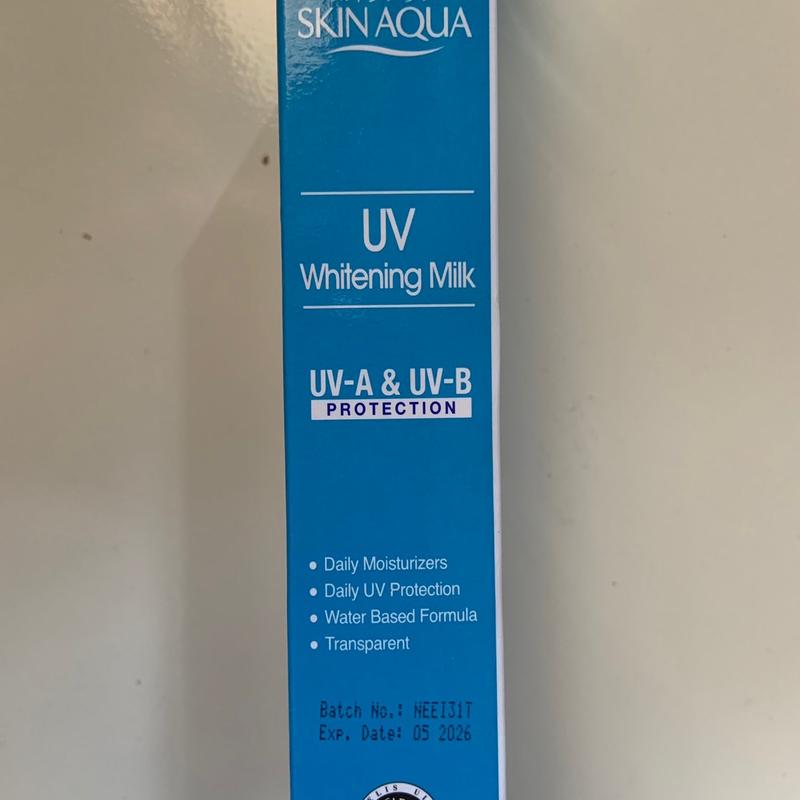 SKIN AQUA
UV
Whitening Milk
UV-A & UV-B
PROTECTION
• Daily Moisturizers
• Daily UV Protection
• Water Based Formula
• Transparent
Batch No.: NEEI31T
Exp. Date: 05 2026